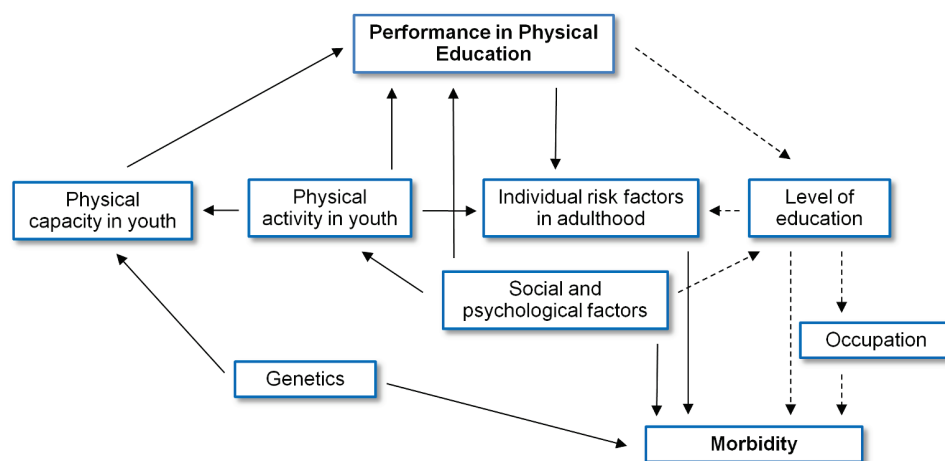 Performance in Physical
Education
Physical
capacity in youth
Physical
activity in youth
Individual risk factors
in adulthood
Level of
education
Social and
psychological factors
Occupation
Genetics
Morbidity